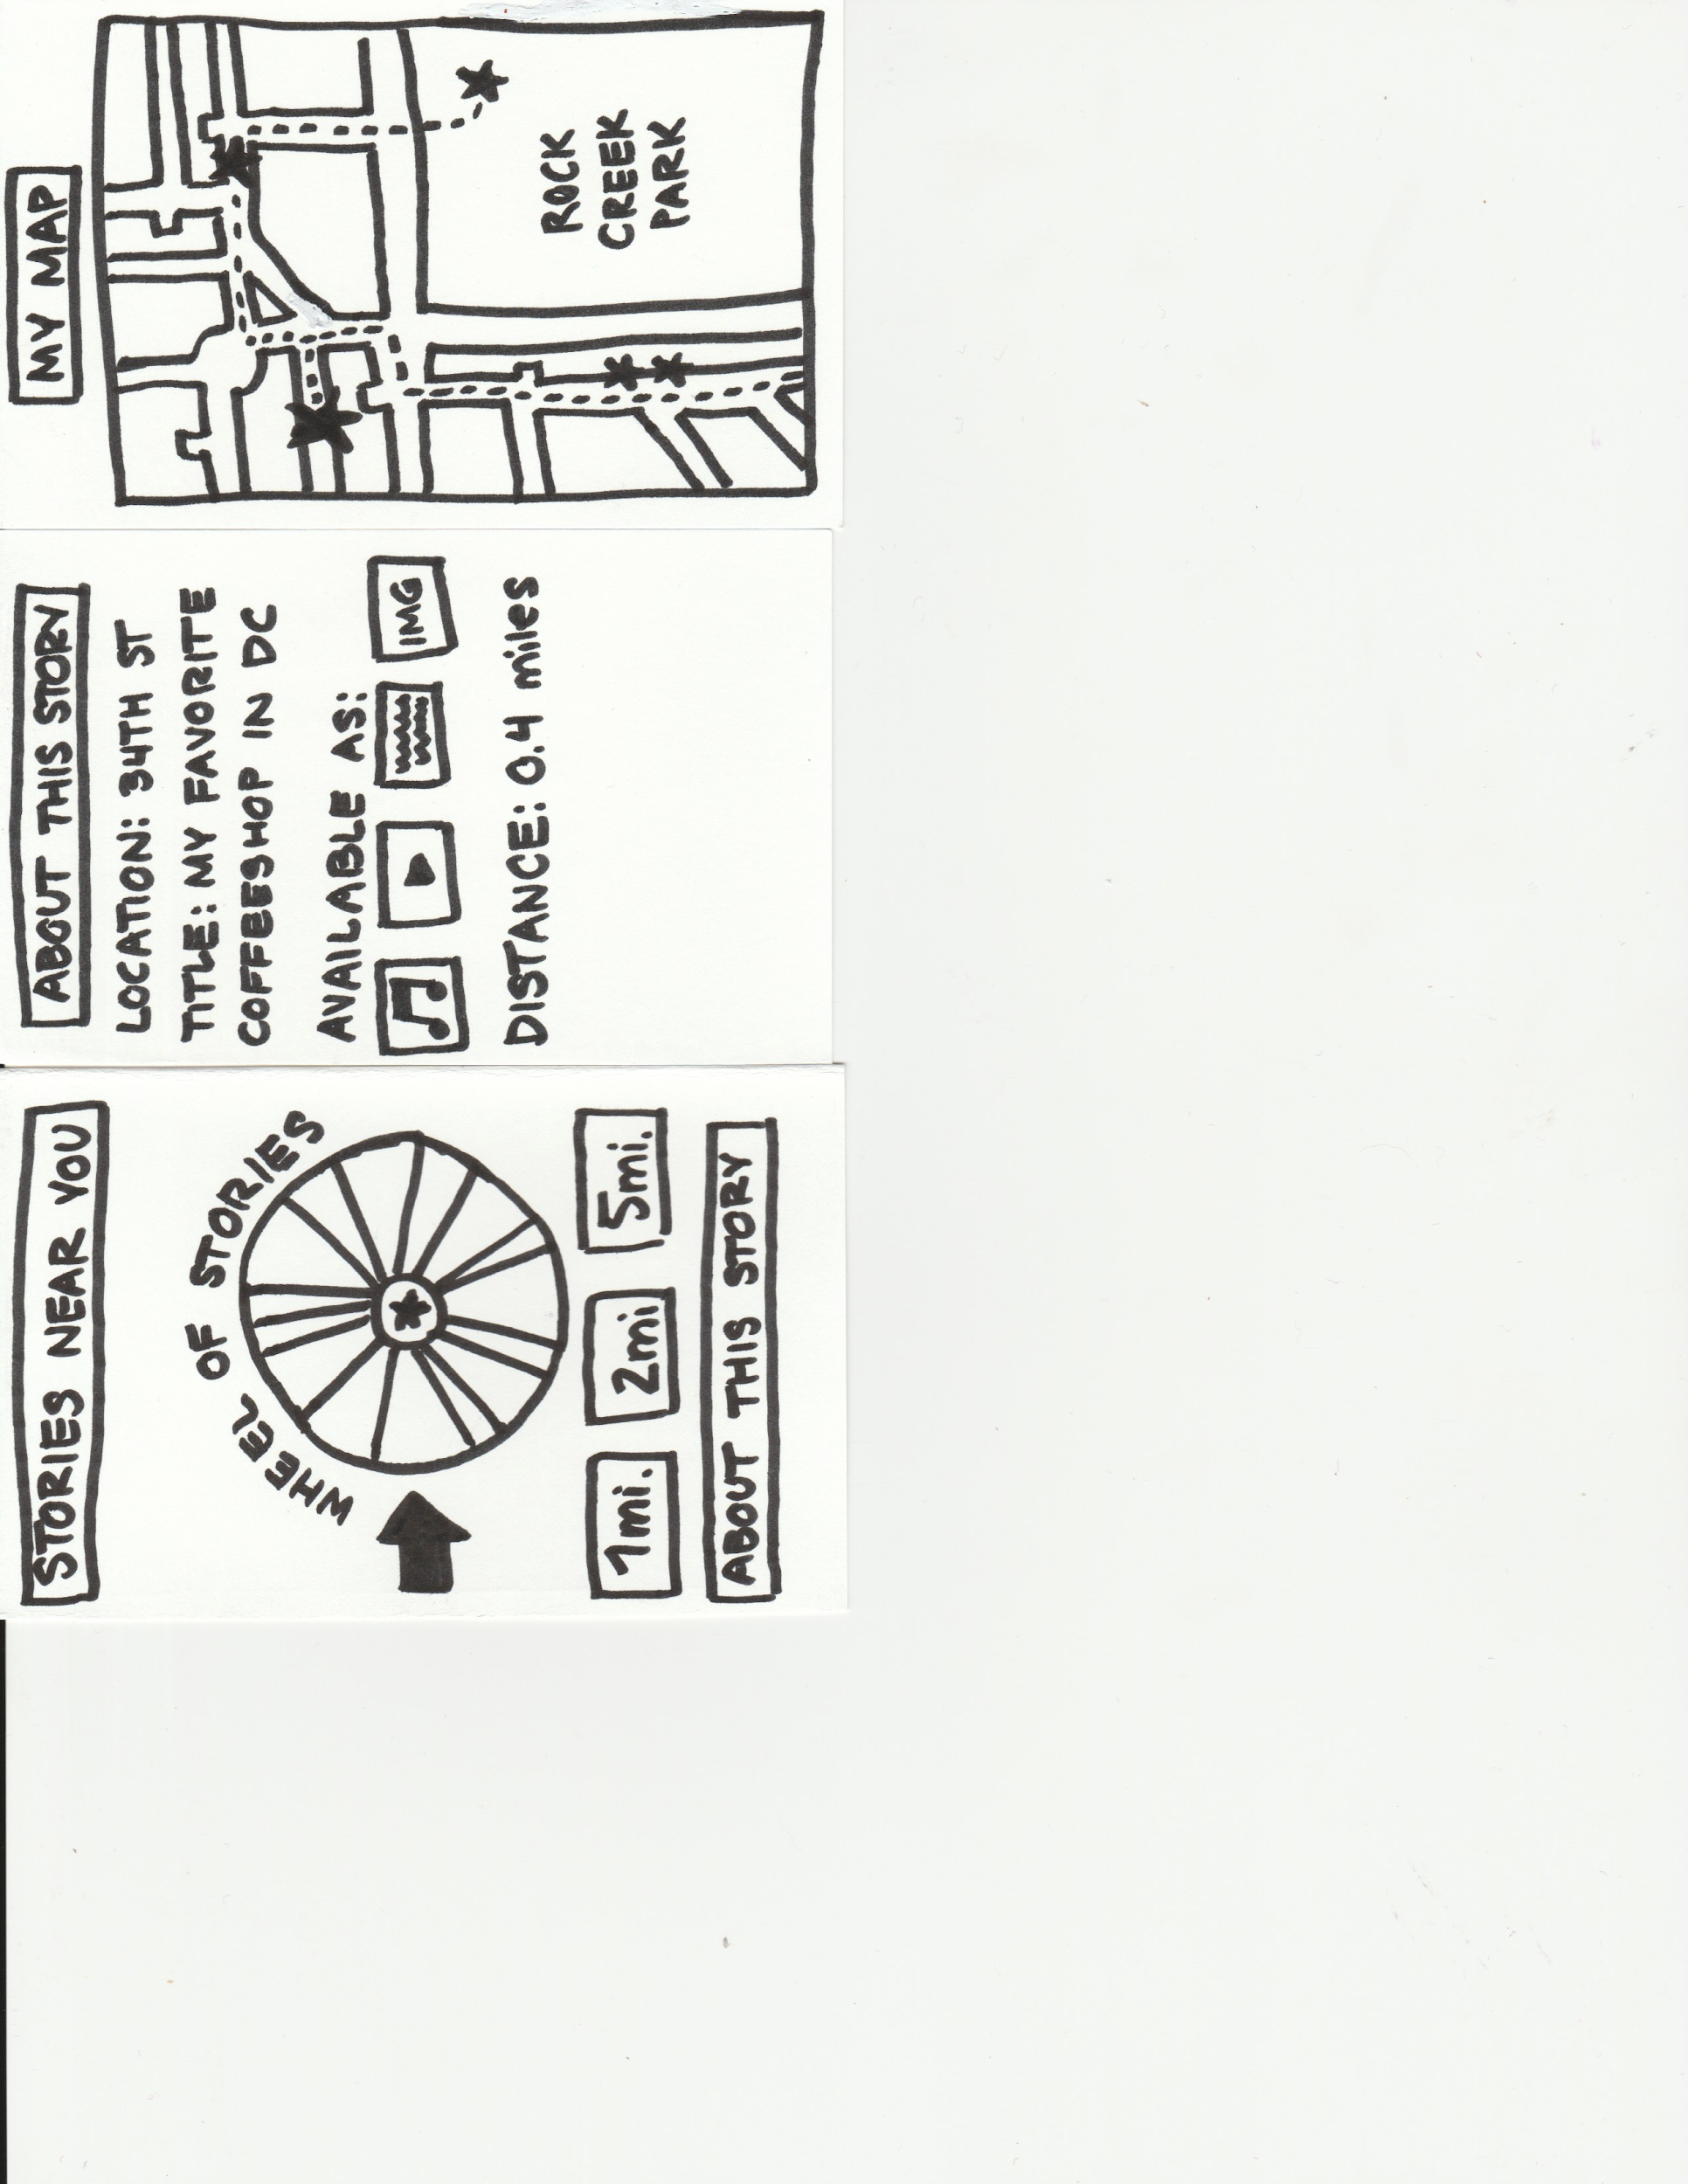 STORIES NEAR YOU
WHEEL OF STORIES
1mi.
2mi.
5mi.
ABOUT THIS STORY
ABOUT THIS STORY
LOCATION: 34TH ST
TITLE: MY FAVORITE
COFFEESHOP IN DC
AVAILABLE AS:
IMG
DISTANCE: 0.4 miles
MY MAP
ROCK
CREEK
PARK